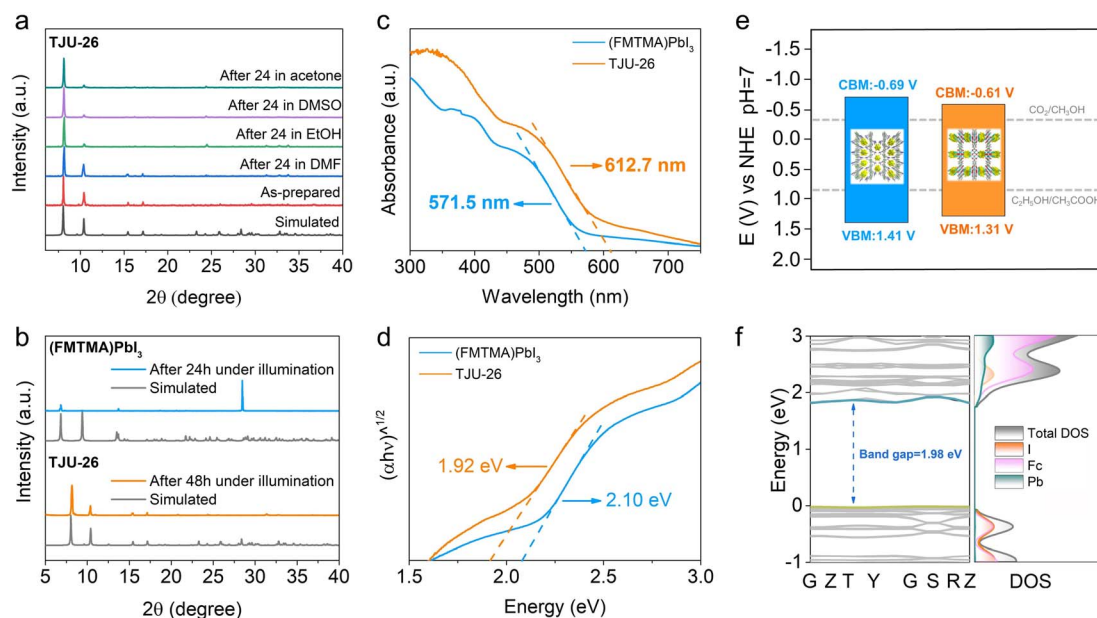 a
TJU-26
After 24 in acetone
After 24 in DMSO
After 24 in EtOH
After 24 in DMF
As-prepared
Simulated
Intensity (a.u.)
10 15 20 25 30 35 40
2θ (degree)
b
(FMTMA)PbI₃
After 24h under illumination
Simulated
TJU-26
After 48h under illumination
Simulated
Intensity (a.u.)
5 10 15 20 25 30 35 40
2θ (degree)
c
(FMTMA)PbI₃
TJU-26
612.7 nm
571.5 nm
Absorbance (a.u.)
300 400 500 600 700
Wavelength (nm)
d
(FMTMA)PbI₃
TJU-26
1.92 eV
2.10 eV
(αhν)^1/2
1.5 2.0 2.5 3.0
Energy (eV)
e
E (V) vs NHE pH=7
-1.5
-1.0
-0.5
0.0
0.5
1.0
1.5
2.0
CBM:-0.69 V
CBM:-0.61 V
CO₂/CH₃OH
C₂H₅OH/CH₃COOH
VBM:1.41 V
VBM:1.31 V
f
Energy (eV)
3
2
1
0
-1
Band gap=1.98 eV
Total DOS
I
Fc
Pb
G Z T Y G S R Z
DOS